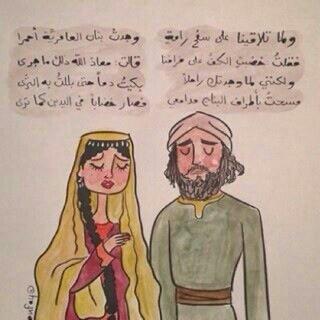 ولما تلاقينا على سفح رامة وجدت بنان العامرية أحمرا
فقلت خضبت الكف على فراقنا قالت: معاذ الله ذلك ما جرى
ولكنني لما وجدتك راحلاً بكيت دماً حتى بللت به الثرى
مسحت بأطراف البنان مدامعي فصار خضاباً في اليدين كما ترى